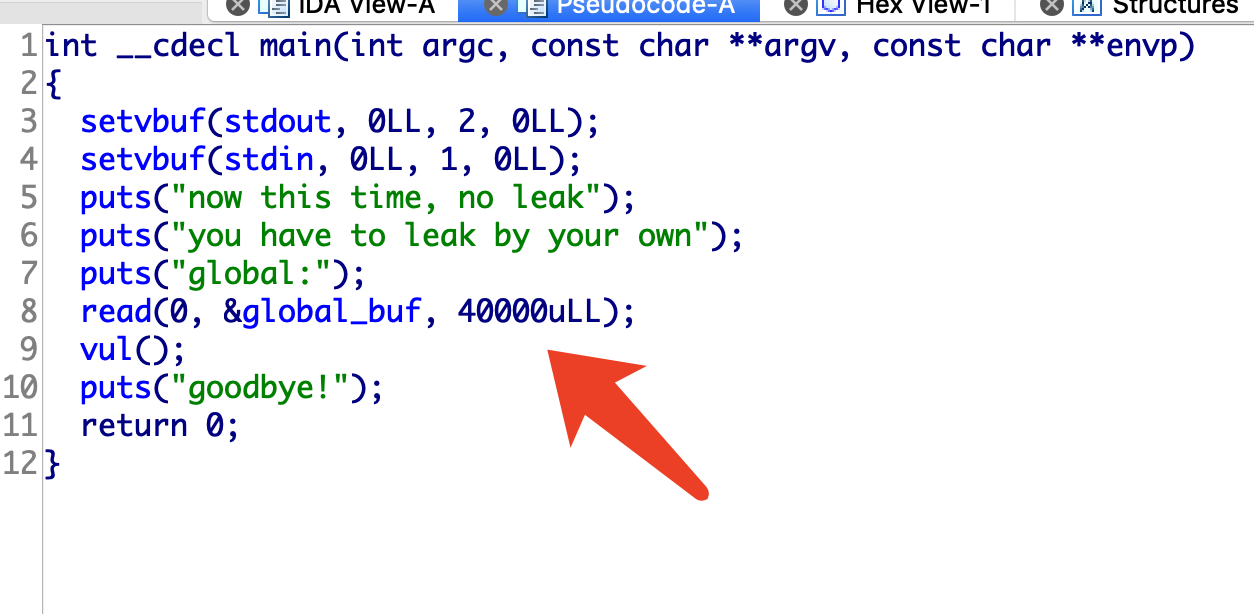 IDA View-A Pseudocode-A Hex View-1 Structures
1 int __cdecl main(int argc, const char **argv, const char **envp)
2 {
3 setvbuf(stdout, 0LL, 2, 0LL);
4 setvbuf(stdin, 0LL, 1, 0LL);
5 puts("now this time, no leak");
6 puts("you have to leak by your own");
7 puts("global:");
8 read(0, &global_buf, 40000uLL);
9 vul();
10 puts("goodbye!");
11 return 0;
12 }